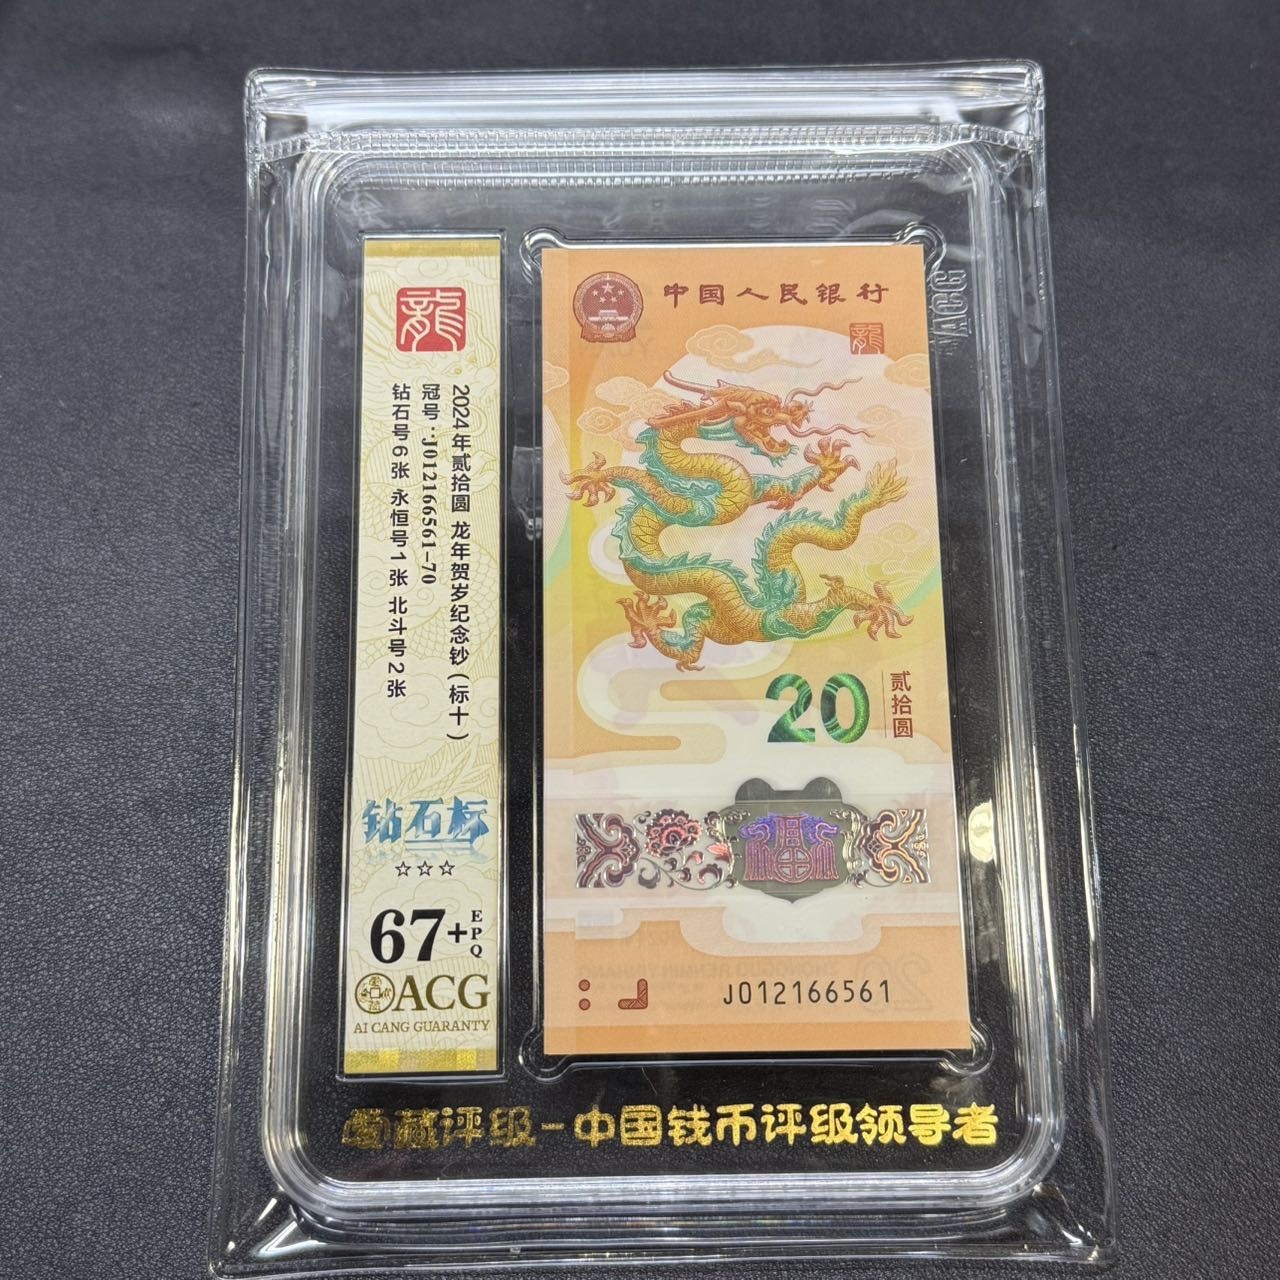 龍
2024年贰拾圆 龙年贺岁纪念钞(标十)
冠号:J012166561-70
钻石号6张 永恒号1张 北斗号2张
钻石标
☆☆☆
67+
EPQ
ACG
AI CANG GUARANTY
中国人民银行
龍
20
贰拾圆
J012166561
爱藏评级-中国钱币评级领导者
ACG